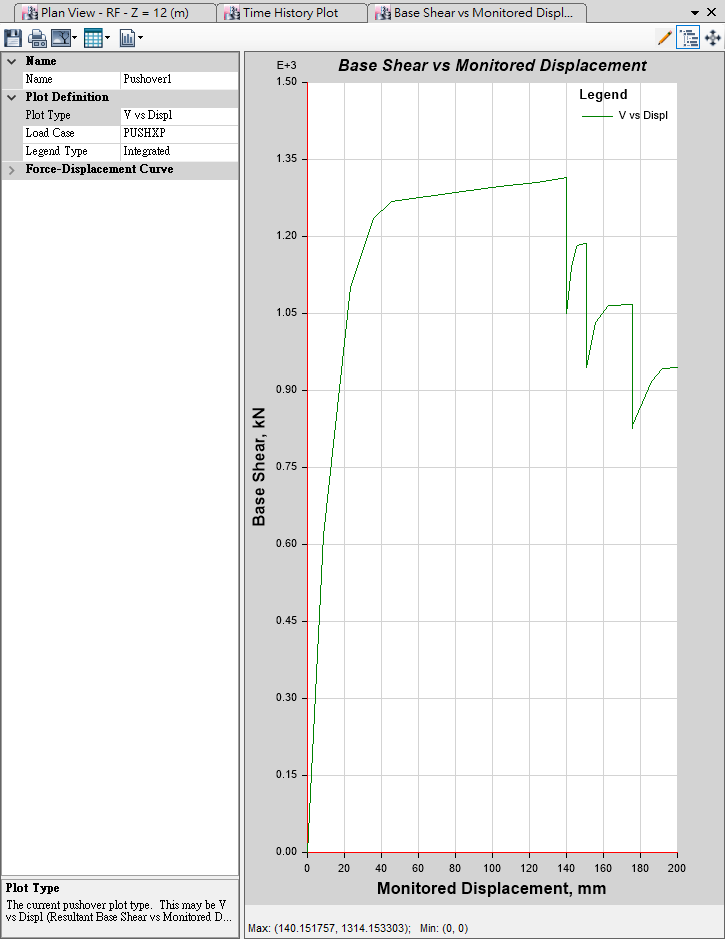 Plan View - RF - Z = 12 (m)
Time History Plot
Base Shear vs Monitored Displ...
Name
Name Pushover1
Plot Definition
Plot Type V vs Displ
Load Case PUSHXP
Legend Type Integrated
Force-Displacement Curve
Plot Type
The current pushover plot type. This may be V
vs Displ (Resultant Base Shear vs Monitored D...
E+3
Base Shear vs Monitored Displacement
Legend
V vs Displ
1.50
1.35
1.20
1.05
0.90
0.75
0.60
0.45
0.30
0.15
0.00
Base Shear, kN
0 20 40 60 80 100 120 140 160 180 200
Monitored Displacement, mm
Max: (140.151757, 1314.153303); Min: (0, 0)